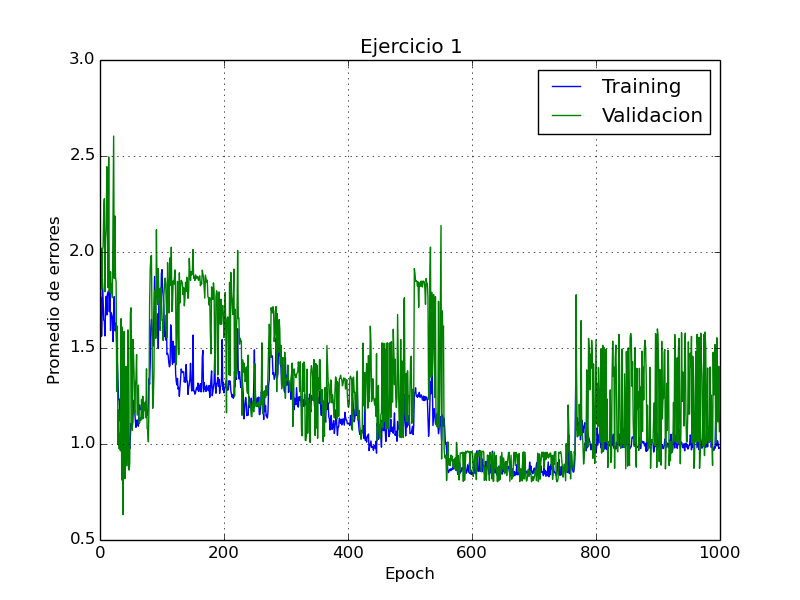 Ejercicio 1
Training
Validacion
3.0
2.5
2.0
1.5
1.0
0.5
Promedio de errores
0 200 400 600 800 1000
Epoch